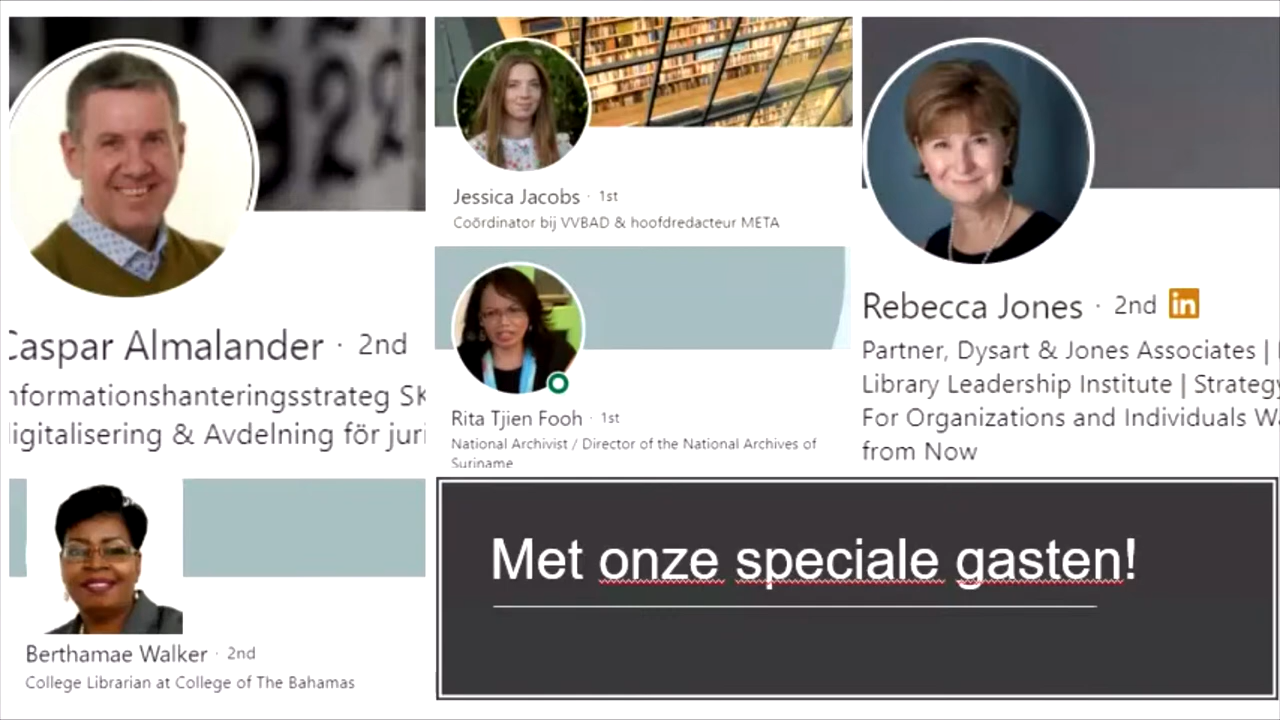 922
Caspar Almalander · 2nd
nformationshanteringsstrateg SK
digitalisering & Avdelning för juri
Jessica Jacobs · 1st
Coördinator bij VVBAD & hoofdredacteur META
Rita Tjien Fooh · 1st
National Archivist / Director of the National Archives of
Suriname
Rebecca Jones · 2nd in
Partner, Dysart & Jones Associates |
Library Leadership Institute | Strategy
For Organizations and Individuals Wa
from Now
Berthamae Walker · 2nd
College Librarian at College of The Bahamas
Met onze speciale gasten!